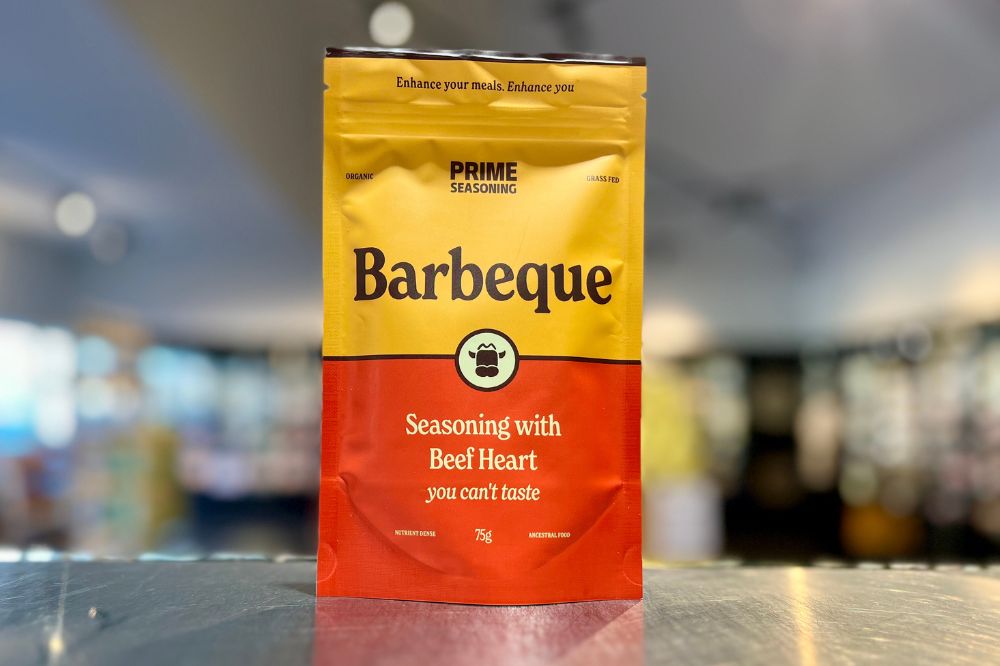 Enhance your meals. Enhance you
PRIME
SEASONING
ORGANIC
GRASS FED
Barbeque
Seasoning with
Beef Heart
you can't taste
NUTRIENT DENSE
75g
ANCESTRAL FOOD